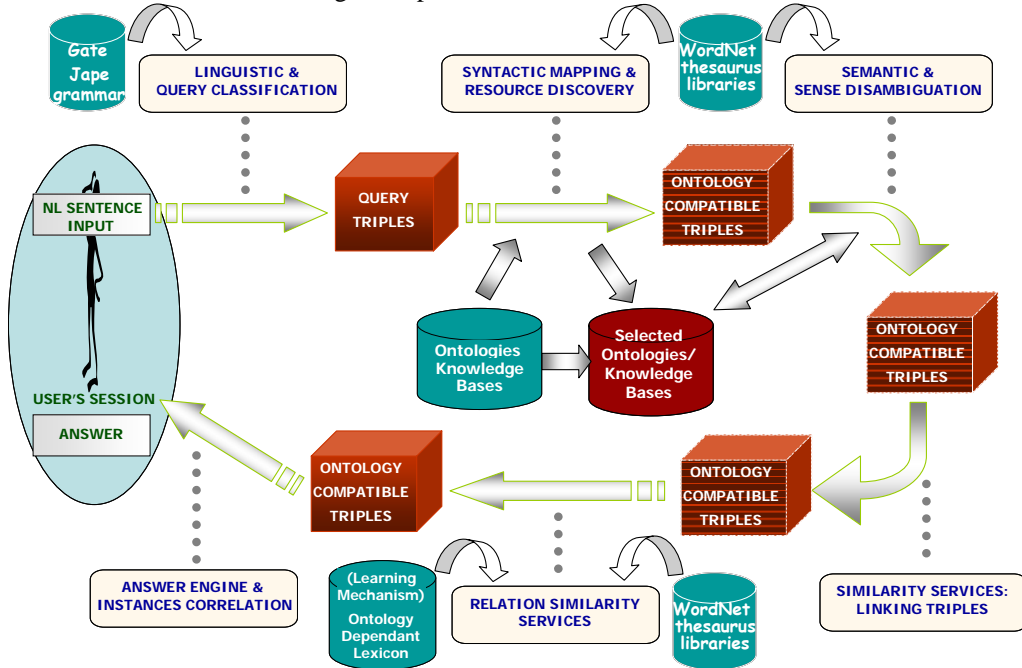 Gate
Jape
grammar
LINGUISTIC &
QUERY CLASSIFICATION
SYNTACTIC MAPPING &
RESOURCE DISCOVERY
WordNet
thesaurus
libraries
SEMANTIC &
SENSE DISAMBIGUATION
NL SENTENCE
INPUT
QUERY
TRIPLES
ONTOLOGY
COMPATIBLE
TRIPLES
Ontologies
Knowledge
Bases
Selected
Ontologies/
Knowledge
Bases
ONTOLOGY
COMPATIBLE
TRIPLES
USER'S SESSION
ANSWER
ONTOLOGY
COMPATIBLE
TRIPLES
ONTOLOGY
COMPATIBLE
TRIPLES
ANSWER ENGINE &
INSTANCES CORRELATION
(Learning
Mechanism)
Ontology
Dependant
Lexicon
RELATION SIMILARITY
SERVICES
WordNet
thesaurus
libraries
SIMILARITY SERVICES:
LINKING TRIPLES